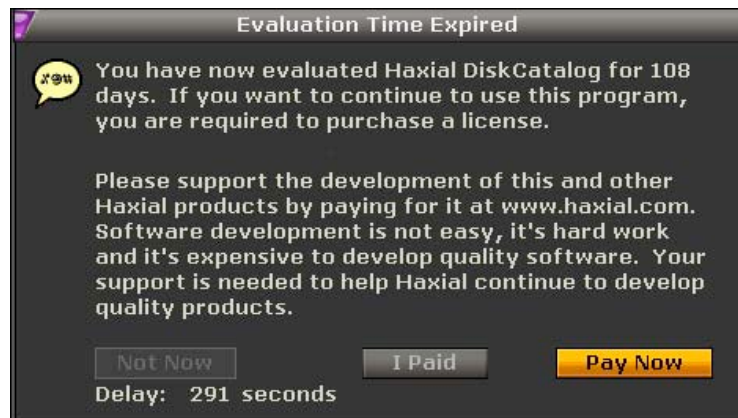 Evaluation Time Expired
You have now evaluated Haxial DiskCatalog for 108
days. If you want to continue to use this program,
you are required to purchase a license.
Please support the development of this and other
Haxial products by paying for it at www.haxial.com.
Software development is not easy, it's hard work
and it's expensive to develop quality software. Your
support is needed to help Haxial continue to develop
quality products.
Not Now
I Paid
Pay Now
Delay: 291 seconds